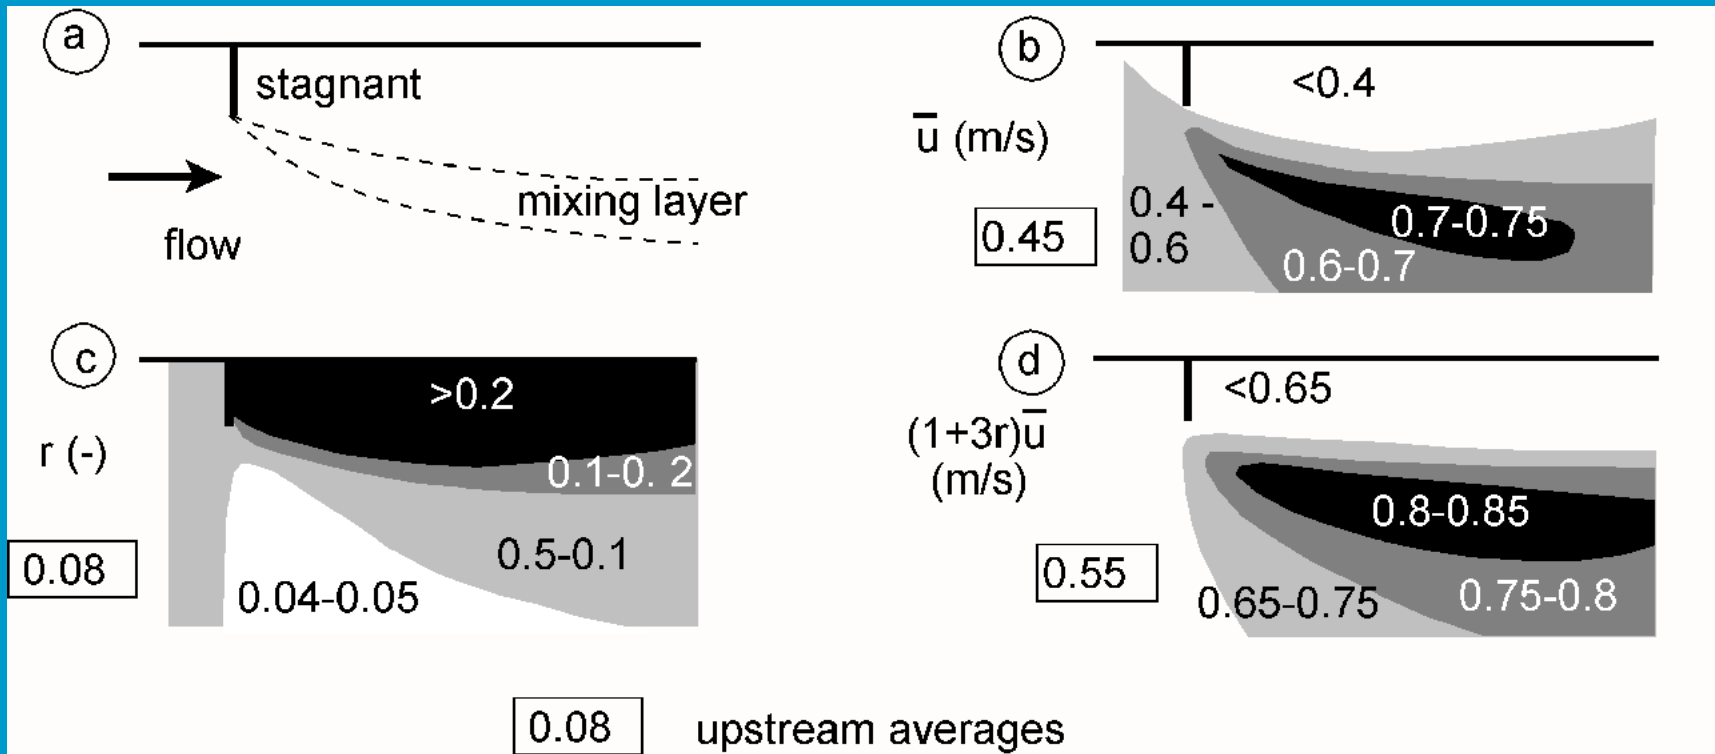 a
stagnant
flow
mixing layer
b
u̅ (m/s)
<0.4
0.45
0.4 -
0.6
0.7-0.75
0.6-0.7
c
r (-)
>0.2
0.1-0. 2
0.5-0.1
0.04-0.05
0.08
d
(1+3r)u̅
(m/s)
<0.65
0.8-0.85
0.55
0.65-0.75
0.75-0.8
0.08 upstream averages